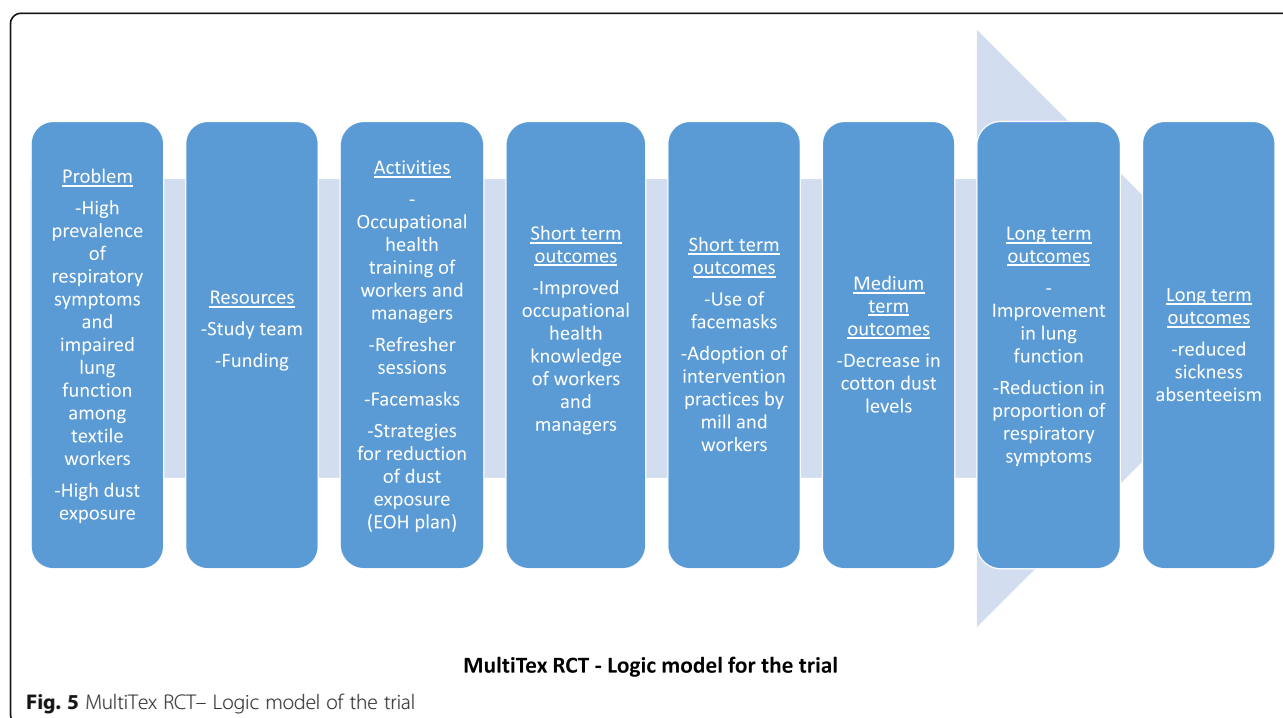 Problem
-High
prevalence
of
respiratory
symptoms
and
impaired
lung
function
among
textile
workers
-High dust
exposure
Resources
-Study team
-Funding
Activities
-
Occupational
health
training of
workers and
managers
-Refresher
sessions
-Facemasks
-Strategies
for reduction
of dust
exposure
(EOH plan)
Short term
outcomes
-Improved
occupational
health
knowledge
of workers
and
managers
Short term
outcomes
-Use of
facemasks
-Adoption of
intervention
practices by
mill and
workers
Medium
term
outcomes
-Decrease in
cotton dust
levels
Long term
outcomes
-
Improvement
in lung
function
-Reduction in
proportion of
respiratory
symptoms
Long term
outcomes
-reduced
sickness
absenteeism
MultiTex RCT - Logic model for the trial
Fig. 5 MultiTex RCT– Logic model of the trial